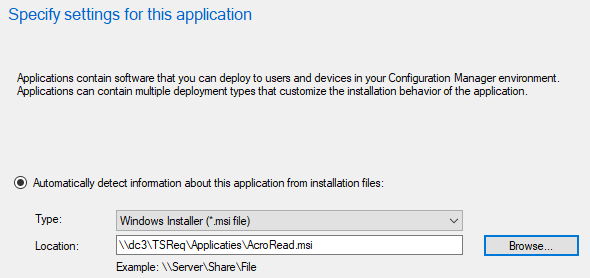 Specify settings for this application
Applications contain software that you can deploy to users and devices in your Configuration Manager environment.
Applications can contain multiple deployment types that customize the installation behavior of the application.
Automatically detect information about this application from installation files:
Type: Windows Installer (*.msi file)
Location: \\dc3\TSReq\Applicaties\AcroRead.msi Browse...
Example: \\Server\Share\File